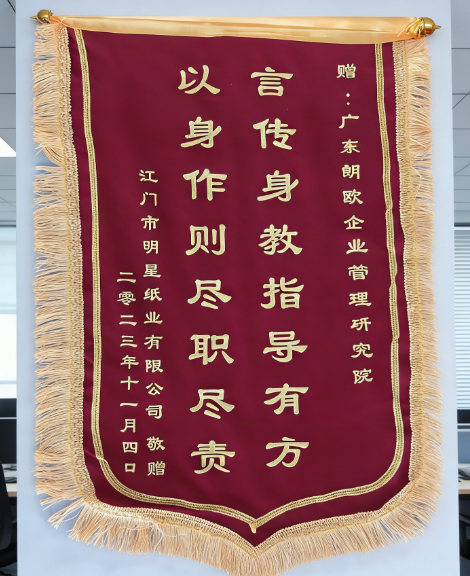 赠：广东朗欧企业管理研究院
言传身教指导有方
以身作则尽职尽责
江门市明星纸业有限公司 敬赠
二零二三年十一月四口